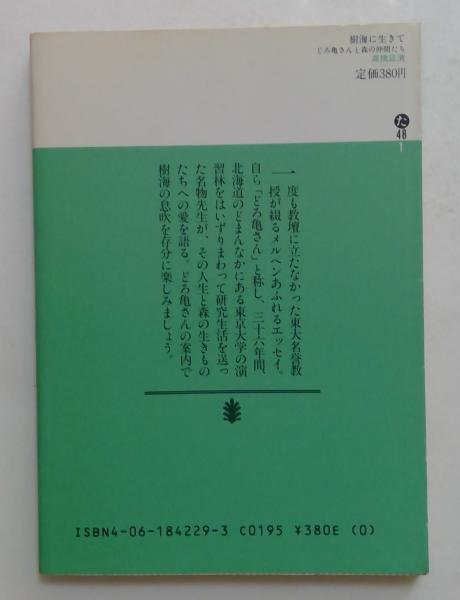 樹海に生きて
どろ亀さんと森の仲間たち
高橋延清
定価380円
た
48
1
一度も教壇に立たなかった東大名誉教
授が綴るメルヘンあふれるエッセイ。
自ら「どろ亀さん」と称し、三十六年間、
北海道のどまんなかにある東京大学の演
習林をはいずりまわって研究生活を送っ
た名物先生が、その人生と森の生きもの
たちへの愛を語る。どろ亀さんの案内で
樹海の息吹を存分に楽しみましょう。
ISBN4-06-184229-3 C0195 ¥380E (0)